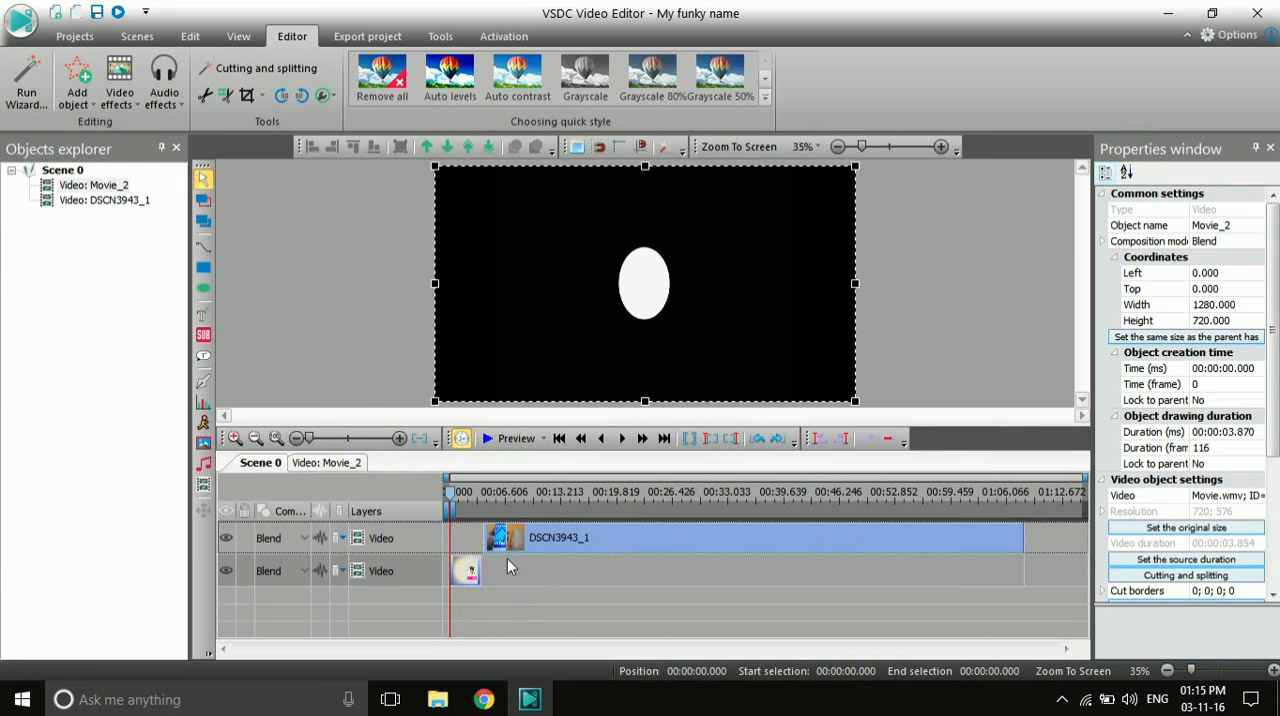 VSDC Video Editor - My funky name
Projects Scenes Edit View Editor Export project Tools Activation Options
Run Wizard... Add object Video effects Audio effects
Editing
Cutting and splitting
Tools
Remove all Auto levels Auto contrast Grayscale Grayscale 80% Grayscale 50%
Choosing quick style
Objects explorer
Scene 0
Video: Movie_2
Video: DSCN3943_1
Zoom To Screen 35%
SUB
T
Properties window
Common settings
Type Video
Object name Movie_2
Composition mod Blend
Coordinates
Left 0.000
Top 0.000
Width 1280.000
Height 720.000
Set the same size as the parent has
Object creation time
Time (ms) 00:00:00.000
Time (frame) 0
Lock to parent No
Object drawing duration
Duration (ms) 00:00:03.870
Duration (fram 116
Lock to parent No
Video object settings
Video Movie.wmv; ID=
Resolution 720; 576
Set the original size
Video duration 00:00:03.854
Set the source duration
Cutting and splitting
Cut borders 0; 0; 0; 0
Preview
Scene 0 Video: Movie_2
000 00:06.606 00:13.213 00:19.819 00:26.426 00:33.033 00:39.639 00:46.246 00:52.852 00:59.459 01:06.066 01:12.672
Com... Layers
Blend Video DSCN3943_1
Blend Video
Position: 00:00:00.000 Start selection: 00:00:00.000 End selection 00:00:00.000 Zoom To Screen 35%
Ask me anything
ENG
01:15 PM
03-11-16